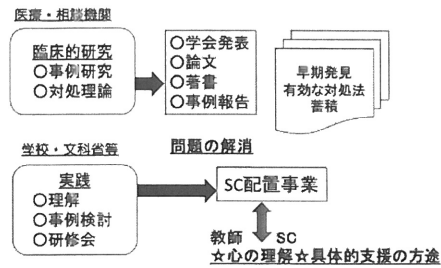 医療・相談機関
臨床的研究
○事例研究
○対処理論
○学会発表
○論文
○著書
○事例報告
早期発見
有効な対処法
蓄積
学校・文科省等
問題の解消
実践
○理解
○事例検討
○研修会
SC配置事業
教師 SC
☆心の理解☆具体的支援の方途